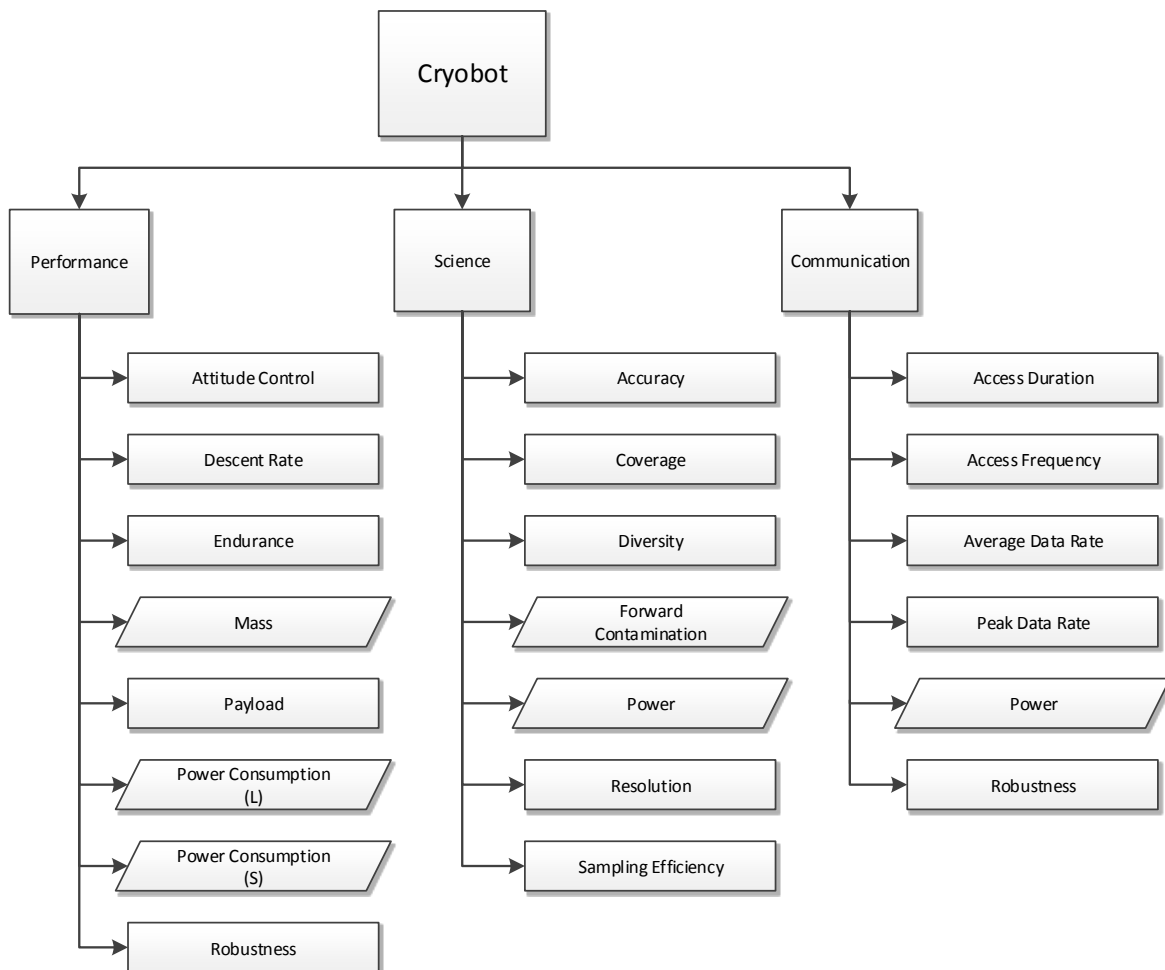 Cryobot
Performance
Science
Communication
Attitude Control
Descent Rate
Endurance
Mass
Payload
Power Consumption
(L)
Power Consumption
(S)
Robustness
Accuracy
Coverage
Diversity
Forward
Contamination
Power
Resolution
Sampling Efficiency
Access Duration
Access Frequency
Average Data Rate
Peak Data Rate
Power
Robustness